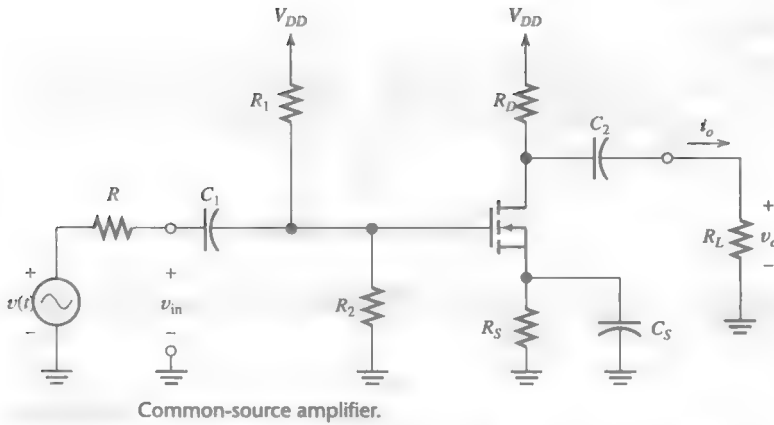 V_DD
V_DD
R_1
R_D
C_2
i_o
R
C_1
+
v(t)
−
+
v_in
−
R_2
R_S
C_S
+
R_L
v_o
−
Common-source amplifier.